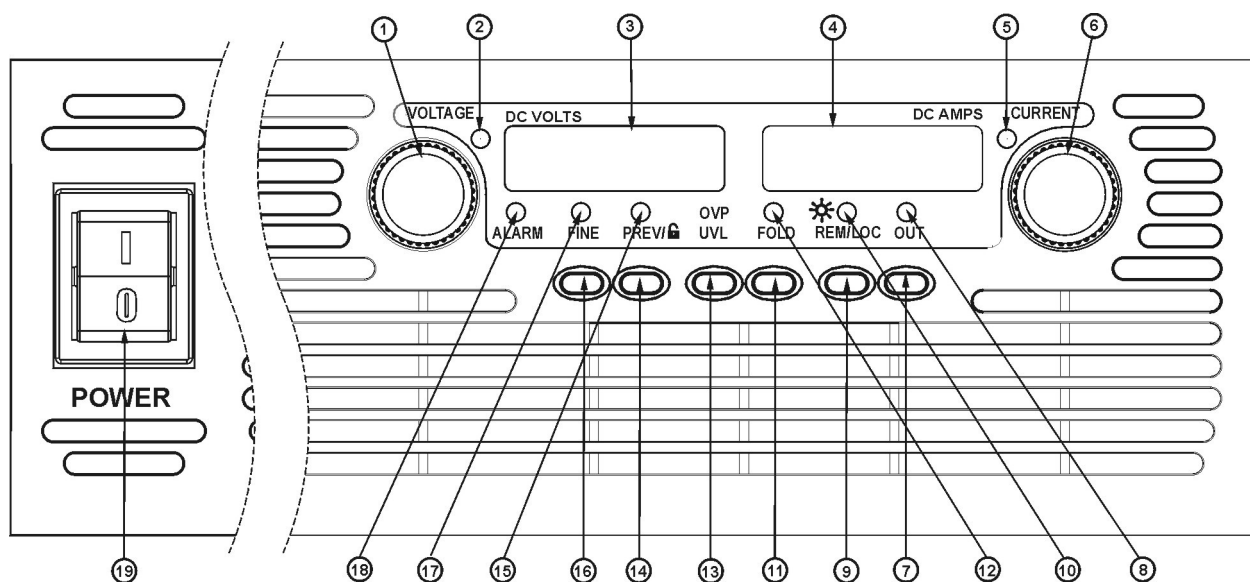 1 2 3 4 5 6
VOLTAGE DC VOLTS DC AMPS CURRENT
OVP
ALARM FINE PREV/ UVL FOLD REM/LOC OUT
I
0
POWER
19 18 17 15 16 14 13 11 9 7 12 10 8